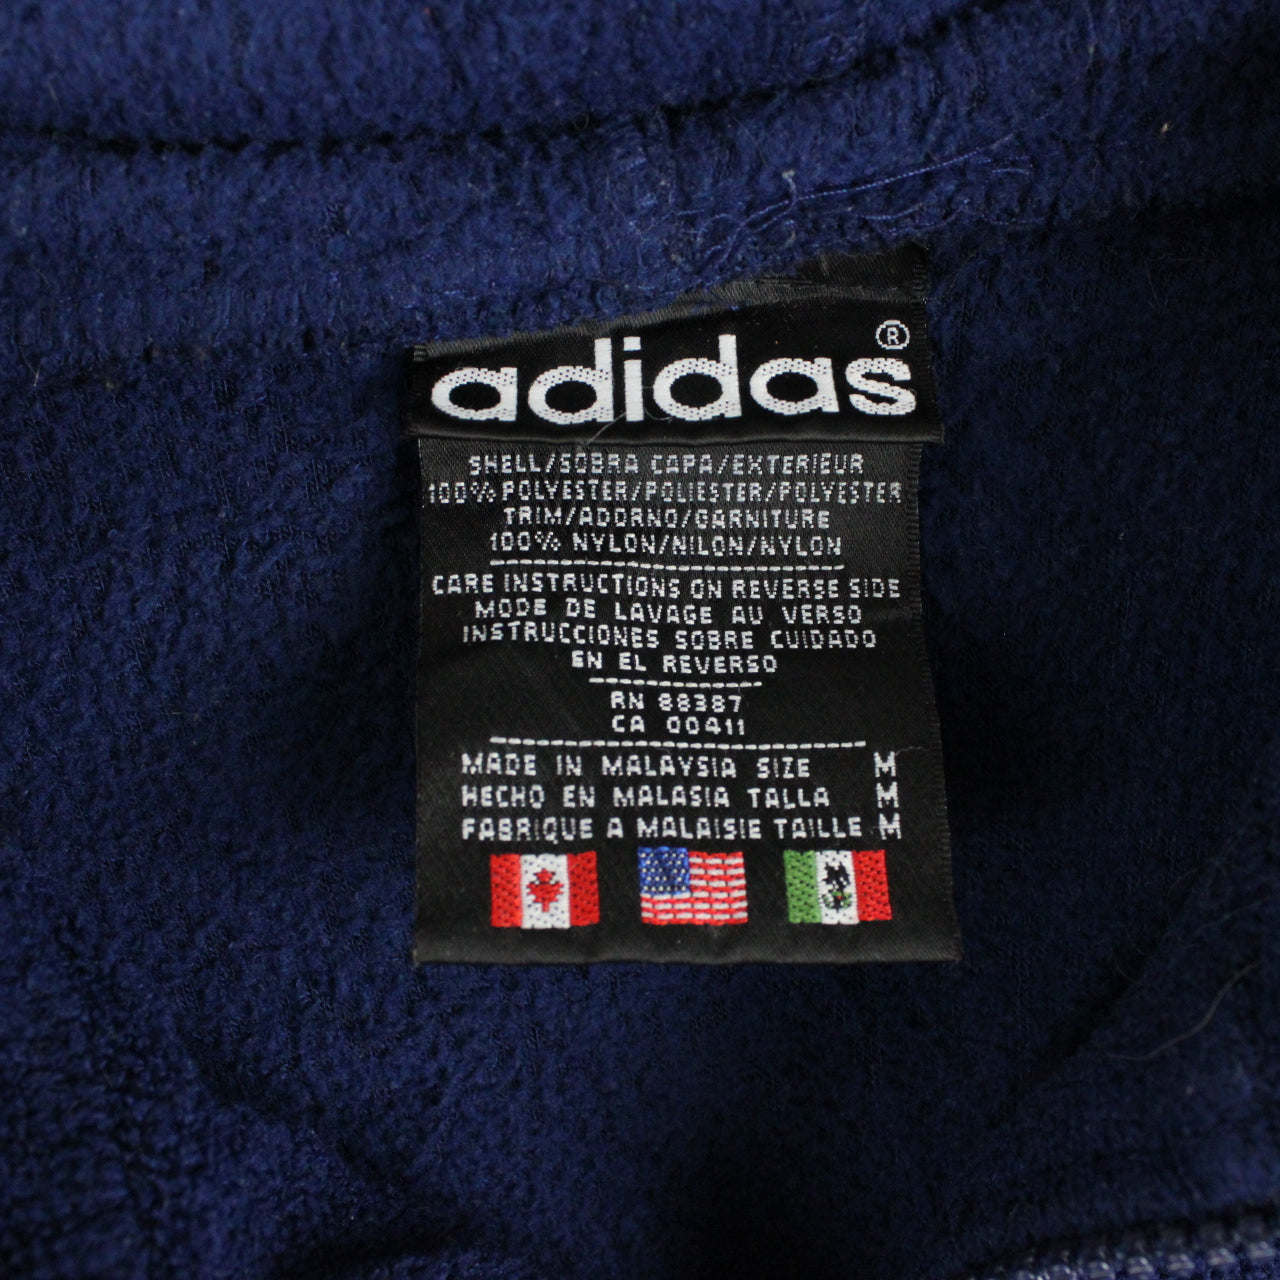 adidas®
SHELL/SOBRA CAPA/EXTERIEUR
100% POLYESTER/POLIESTER/POLYESTER
TRIM/ADORNO/GARNITURE
100% NYLON/NILON/NYLON
CARE INSTRUCTIONS ON REVERSE SIDE
MODE DE LAVAGE AU VERSO
INSTRUCCIONES SOBRE CUIDADO
EN EL REVERSO
RN 88387
CA 00411
MADE IN MALAYSIA SIZE M
HECHO EN MALASIA TALLA M
FABRIQUE A MALAISIE TAILLE M